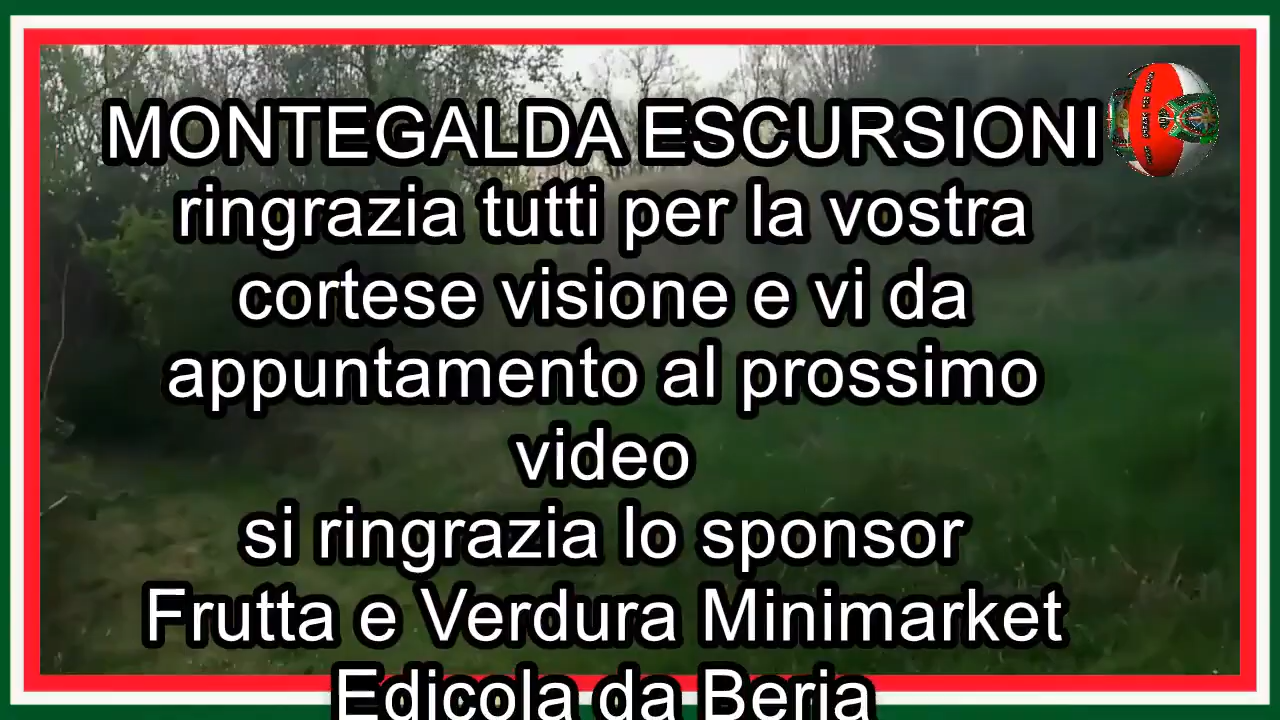 MONTEGALDA ESCURSIONI
ringrazia tutti per la vostra
cortese visione e vi da
appuntamento al prossimo
video
si ringrazia lo sponsor
Frutta e Verdura Minimarket
Edicola da Beria